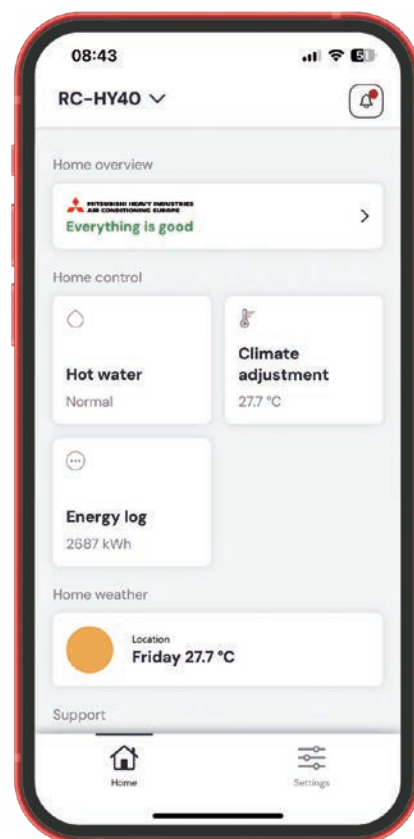 08:43
51
RC-HY40
Home overview
MITSUBISHI HEAVY INDUSTRIES
AIR CONDITIONING EUROPE
Everything is good
Home control
Hot water
Normal
Climate
adjustment
27.7 °C
Energy log
2687 kWh
Home weather
Location
Friday 27.7 °C
Support
Home
Settings